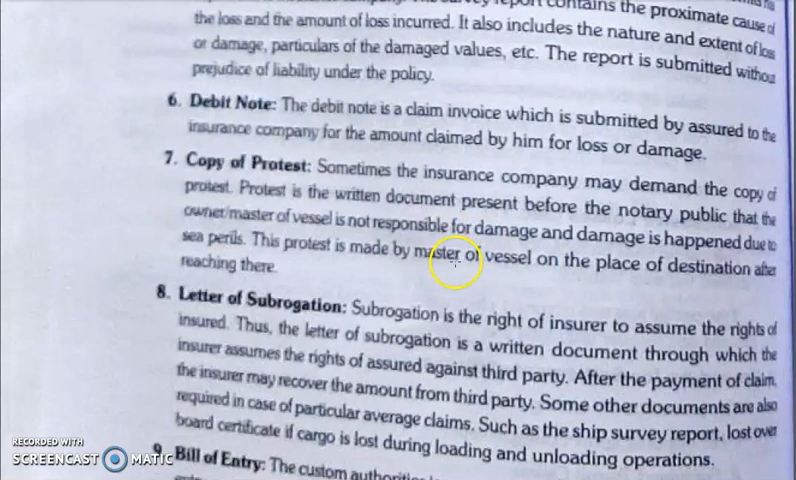 contains the proximate cause of
the loss and the amount of loss incurred. It also includes the nature and extent of loss
or damage, particulars of the damaged values, etc. The report is submitted without
prejudice of liability under the policy.
6. Debit Note: The debit note is a claim invoice which is submitted by assured to the
insurance company for the amount claimed by him for loss or damage.
7. Copy of Protest: Sometimes the insurance company may demand the copy of
protest. Protest is the written document present before the notary public that the
owner/master of vessel is not responsible for damage and damage is happened due to
sea perils. This protest is made by master of vessel on the place of destination after
reaching there.
8. Letter of Subrogation: Subrogation is the right of insurer to assume the rights of
insured. Thus, the letter of subrogation is a written document through which the
insurer assumes the rights of assured against third party. After the payment of claim,
the insurer may recover the amount from third party. Some other documents are also
required in case of particular average claims. Such as the ship survey report, lost over
board certificate if cargo is lost during loading and unloading operations.
9. Bill of Entry: The custom authorities
RECORDED WITH
SCREENCAST MATIC